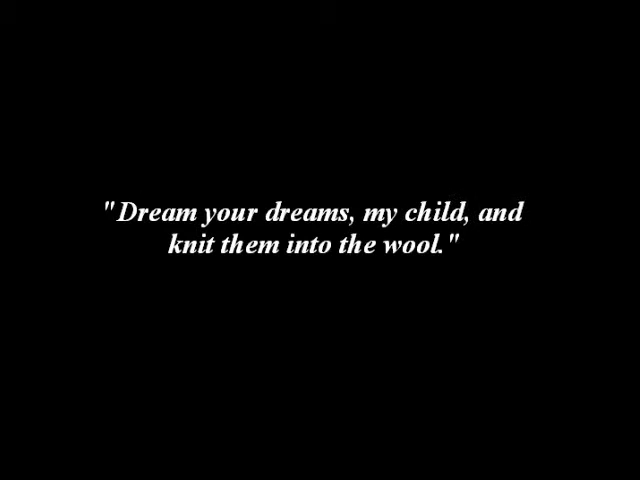 "Dream your dreams, my child, and
knit them into the wool."